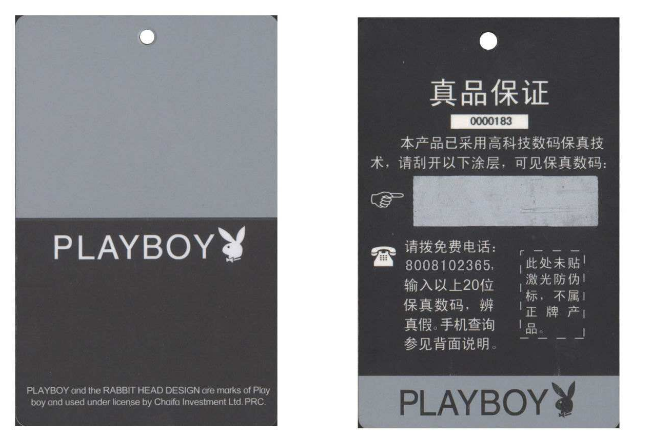 PLAYBOY
PLAYBOY and the RABBIT HEAD DESIGN are marks of Play
boy and used under license by Chaifa Investment Ltd. PRC.
真品保证
0000183
本产品已采用高科技数码保真技
术，请刮开以下涂层，可见保真数码：
请拨免费电话：
8008102365，
输入以上20位
保真数码，辨
真假。手机查询
参见背面说明。
此处未贴
激光防伪
标，不属
正牌产
品。
PLAYBOY